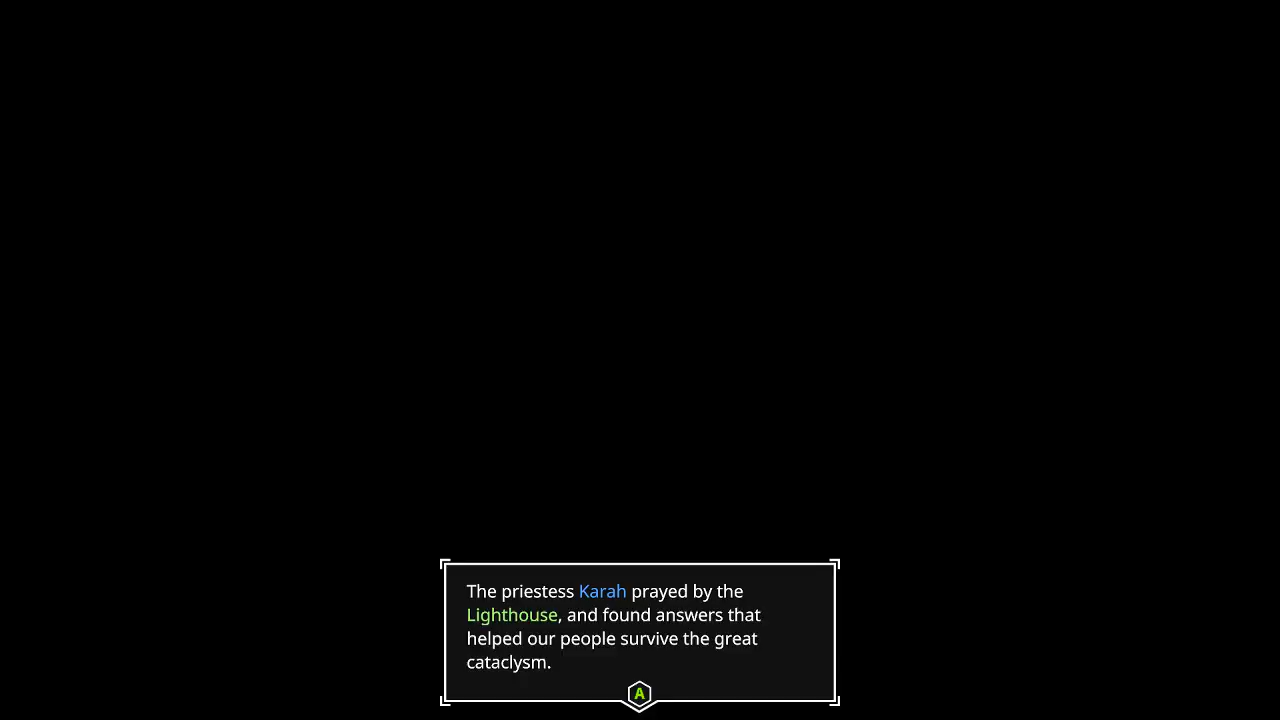 The priestess Karah prayed by the
Lighthouse, and found answers that
helped our people survive the great
cataclysm.
A